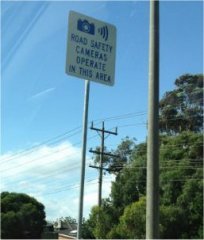 ROAD SAFETY
CAMERAS
OPERATE
IN THIS AREA